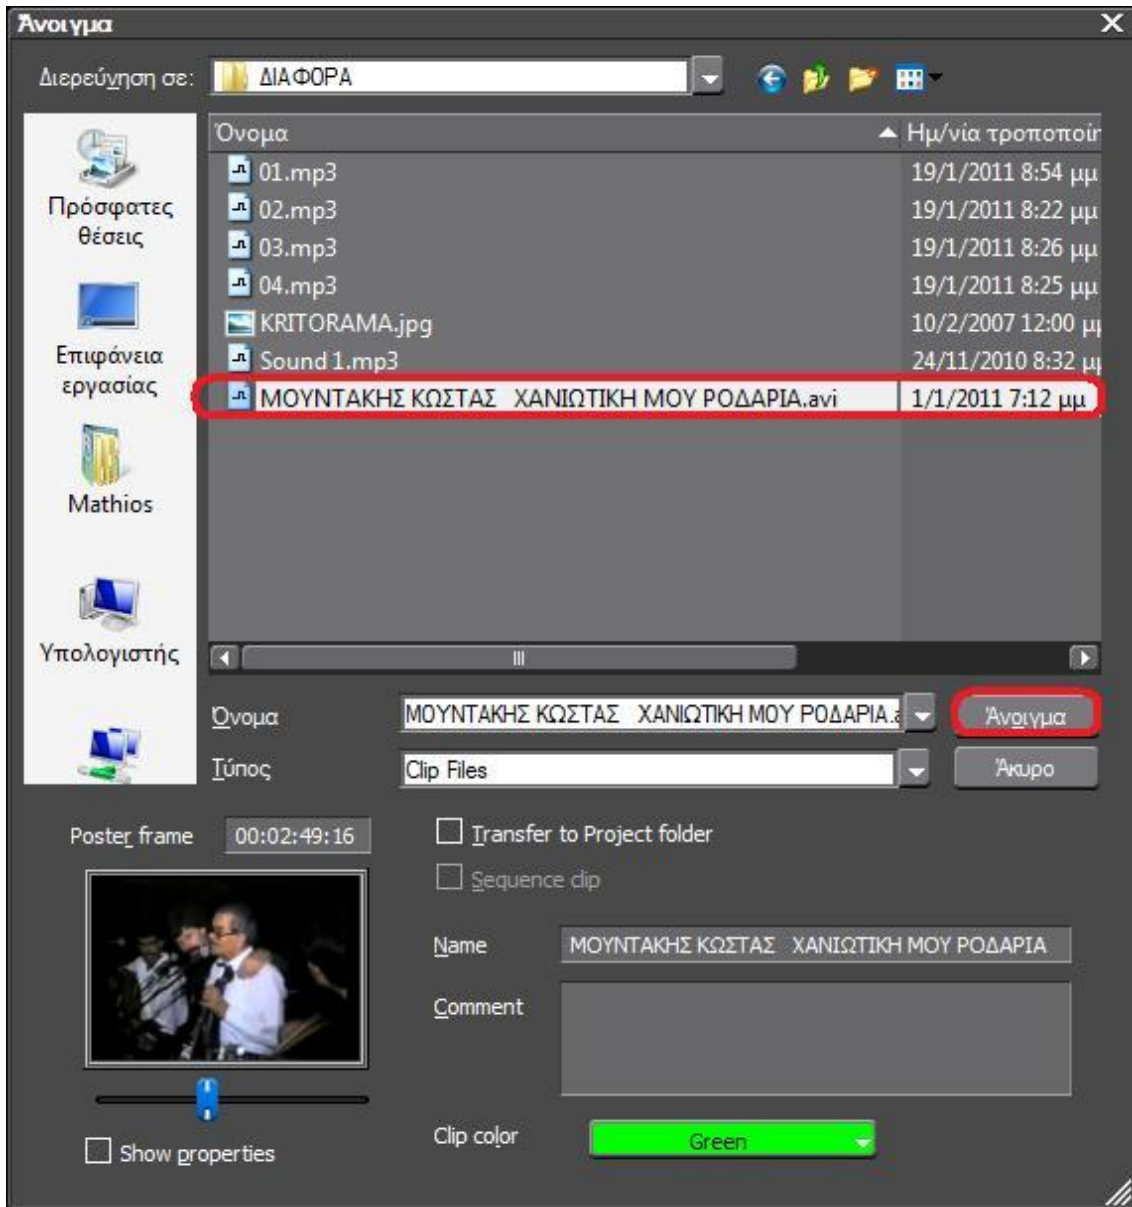 Άνοιγμα
Διερεύνηση σε: ΔΙΑΦΟΡΑ
Όνομα Ημ/νία τροποποίη
01.mp3 19/1/2011 8:54 μμ
02.mp3 19/1/2011 8:22 μμ
03.mp3 19/1/2011 8:26 μμ
04.mp3 19/1/2011 8:25 μμ
KRITORAMA.jpg 10/2/2007 12:00 μμ
Sound 1.mp3 24/11/2010 8:32 μμ
ΜΟΥΝΤΑΚΗΣ ΚΩΣΤΑΣ ΧΑΝΙΩΤΙΚΗ ΜΟΥ ΡΟΔΑΡΙΑ.avi 1/1/2011 7:12 μμ
Πρόσφατες
θέσεις
Επιφάνεια
εργασίας
Mathios
Υπολογιστής
Όνομα ΜΟΥΝΤΑΚΗΣ ΚΩΣΤΑΣ ΧΑΝΙΩΤΙΚΗ ΜΟΥ ΡΟΔΑΡΙΑ.a Άνοιγμα
Τύπος Clip Files Άκυρο
Poster frame 00:02:49:16
Transfer to Project folder
Sequence clip
Name ΜΟΥΝΤΑΚΗΣ ΚΩΣΤΑΣ ΧΑΝΙΩΤΙΚΗ ΜΟΥ ΡΟΔΑΡΙΑ
Comment
Clip color Green
Show properties